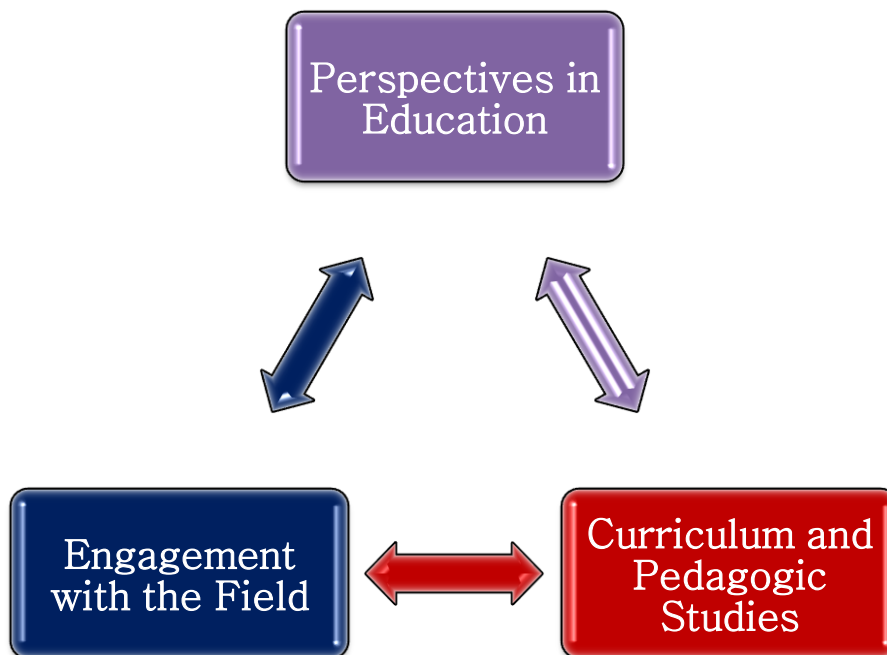 Perspectives in
Education
Engagement
with the Field
Curriculum and
Pedagogic
Studies